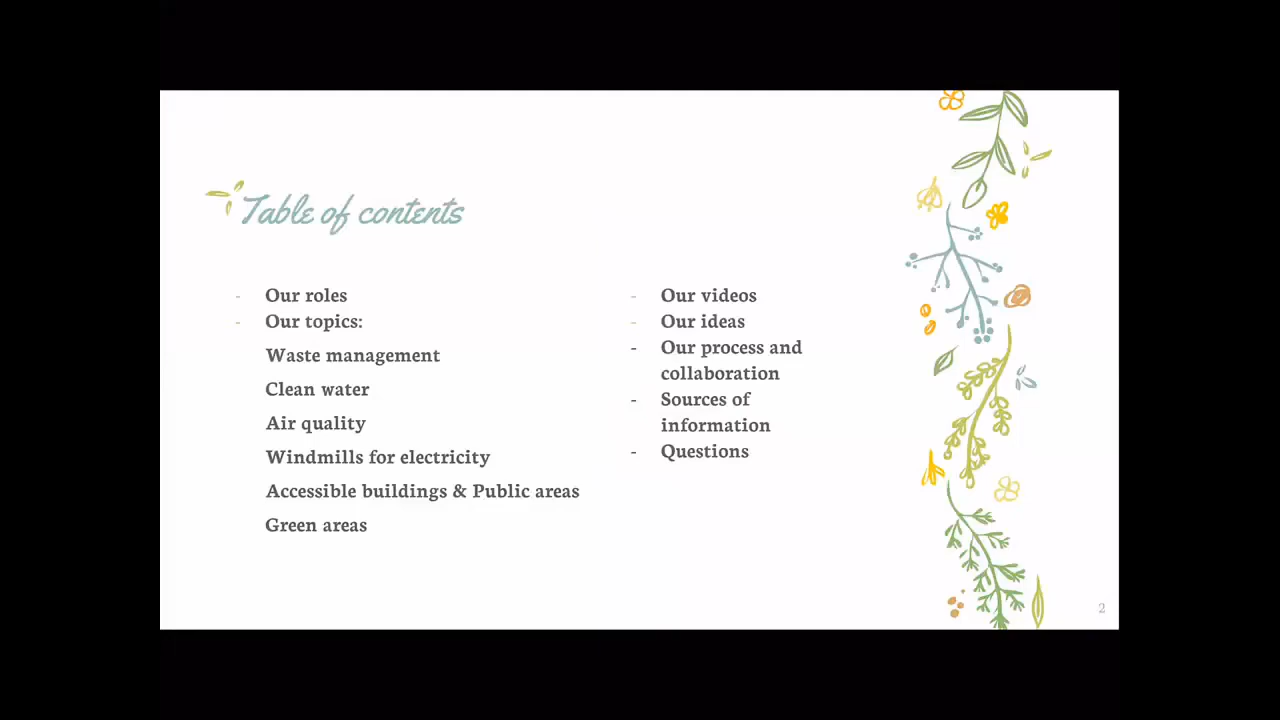 Table of contents
- Our roles
- Our topics:
Waste management
Clean water
Air quality
Windmills for electricity
Accessible buildings & Public areas
Green areas
- Our videos
- Our ideas
- Our process and
collaboration
- Sources of
information
- Questions
2